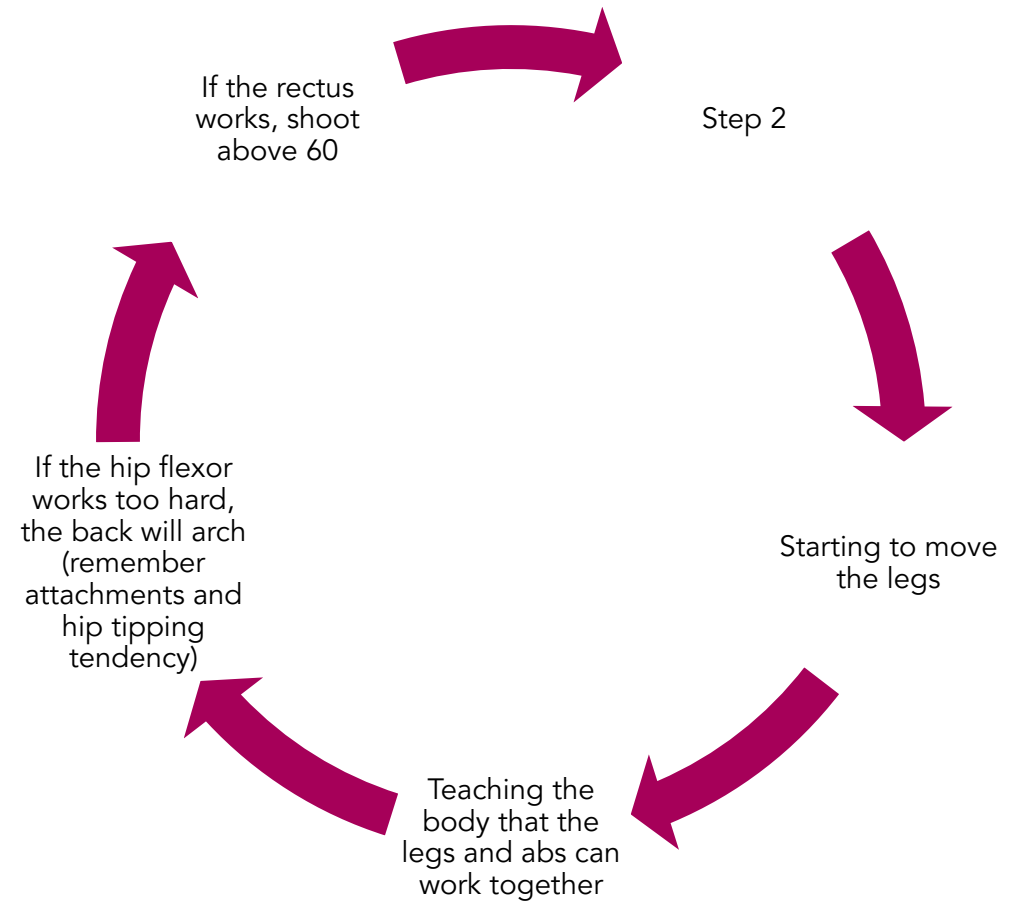 Step 2
Starting to move
the legs
Teaching the
body that the
legs and abs can
work together
If the hip flexor
works too hard,
the back will arch
(remember
attachments and
hip tipping
tendency)
If the rectus
works, shoot
above 60